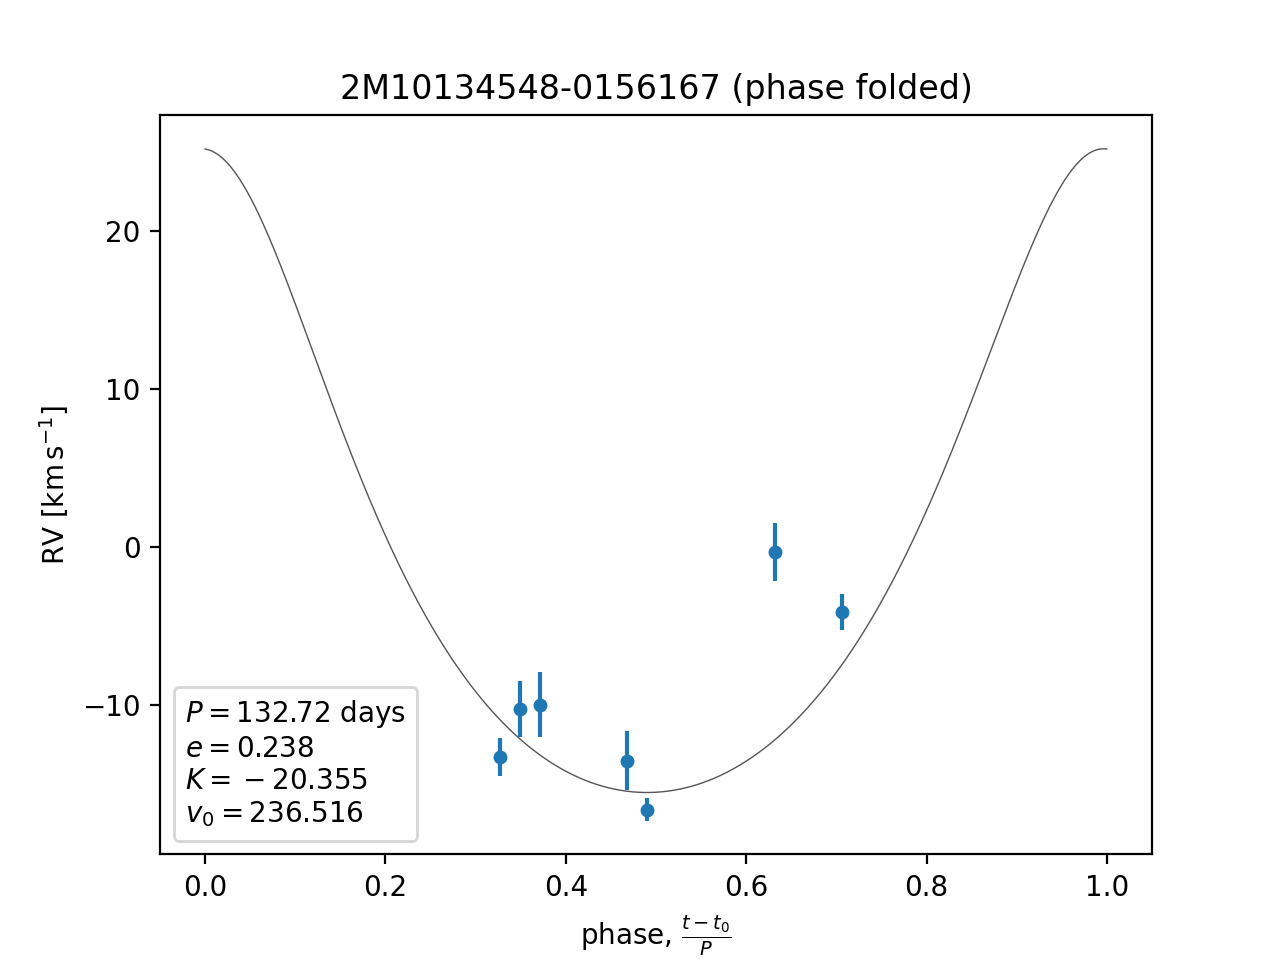 2M10134548-0156167 (phase folded)
20
10
0
−10
RV [km s⁻¹]
P = 132.72 days
e = 0.238
K = −20.355
v₀ = 236.516
0.0 0.2 0.4 0.6 0.8 1.0
phase, (t − t₀)/P